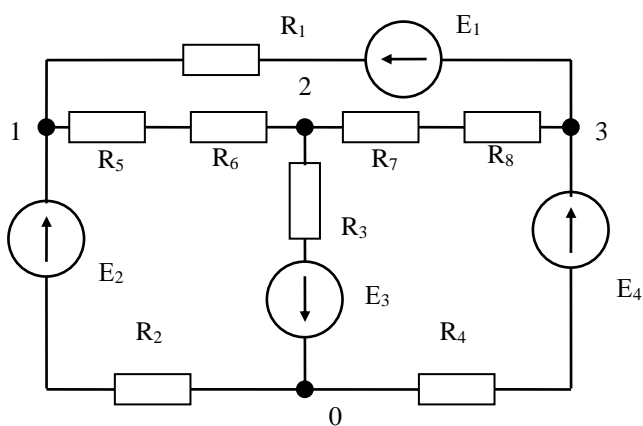 R₁
E₁
2
1
3
R₅
R₆
R₇
R₈
R₃
E₂
E₃
E₄
R₂
R₄
0